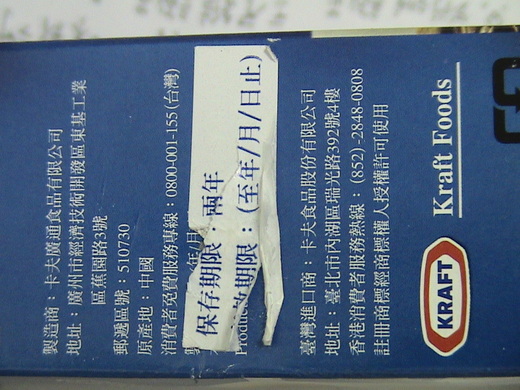 製造商：卡夫廣通食品有限公司
地址：廣州市經濟技術開發區東基工業
區蕉園路3號
郵遞區號：510730
原産地：中國
消費者免費服務專線：0800-001-155(台灣)
保存期限：兩年
期限：(至年/月/日止)
臺灣進口商：卡夫食品股份有限公司
地址：臺北市內湖區瑞光路392號4樓
香港消費者服務熱線：(852)-2848-0808
註冊商標經商標權人授權許可使用
KRAFT Kraft Foods